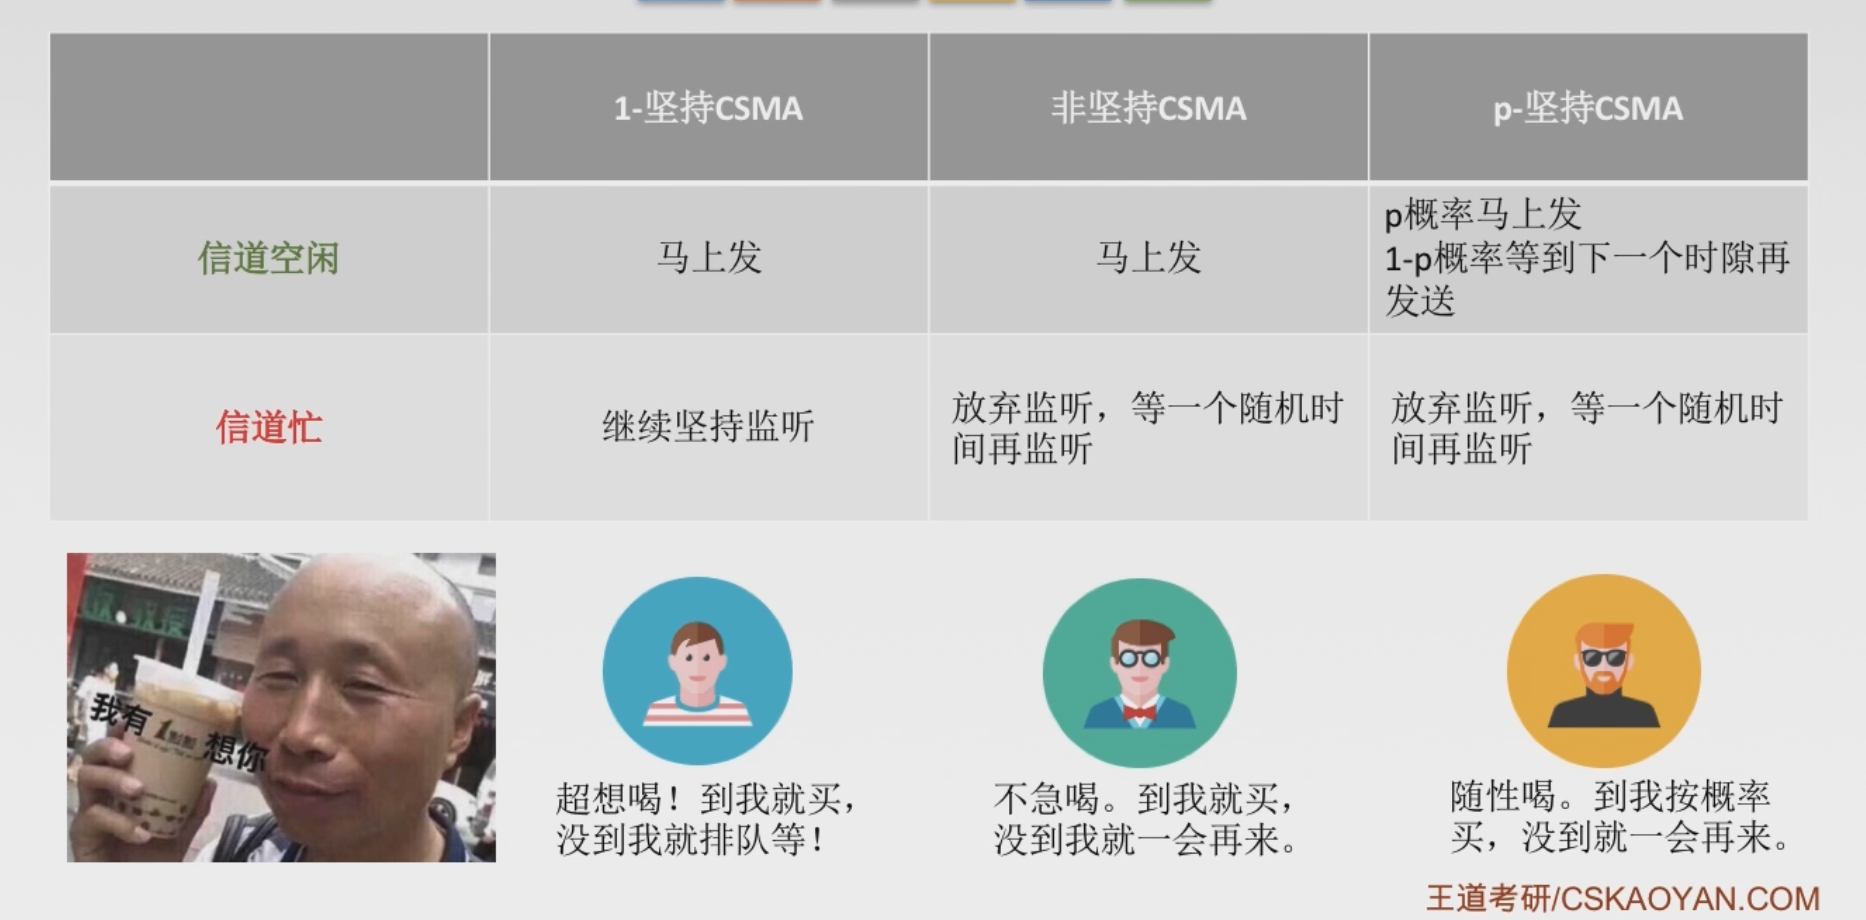 1-坚持CSMA
非坚持CSMA
p-坚持CSMA
信道空闲
马上发
马上发
p概率马上发
1-p概率等到下一个时隙再
发送
信道忙
继续坚持监听
放弃监听，等一个随机时
间再监听
放弃监听，等一个随机时
间再监听
我有
1點點
想你
超想喝！到我就买，
没到我就排队等！
不急喝。到我就买，
没到我就一会再来。
随性喝。到我按概率
买，没到就一会再来。
王道考研/CSKAOYAN.COM